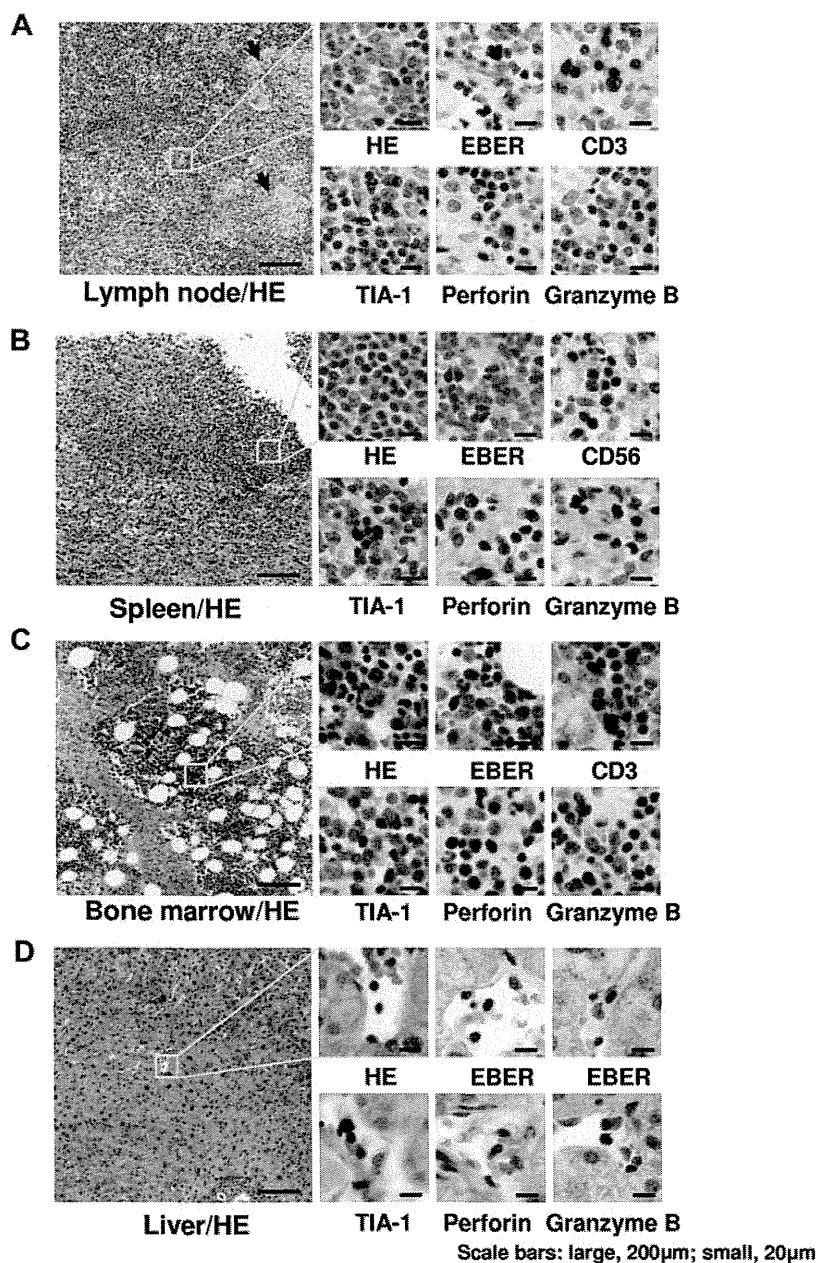 A
HE EBER CD3
Lymph node/HE TIA-1 Perforin Granzyme B
B
HE EBER CD56
Spleen/HE TIA-1 Perforin Granzyme B
C
HE EBER CD3
Bone marrow/HE TIA-1 Perforin Granzyme B
D
HE EBER EBER
Liver/HE TIA-1 Perforin Granzyme B
Scale bars: large, 200µm; small, 20µm